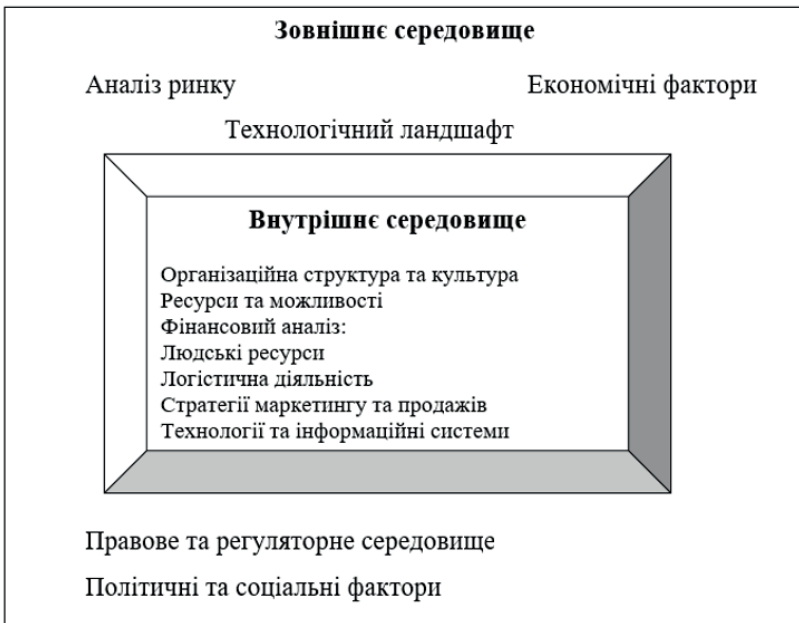 Зовнішнє середовище
Аналіз ринку Економічні фактори
Технологічний ландшафт
Внутрішнє середовище
Організаційна структура та культура
Ресурси та можливості
Фінансовий аналіз:
Людські ресурси
Логістична діяльність
Стратегії маркетингу та продажів
Технології та інформаційні системи
Правове та регуляторне середовище
Політичні та соціальні фактори